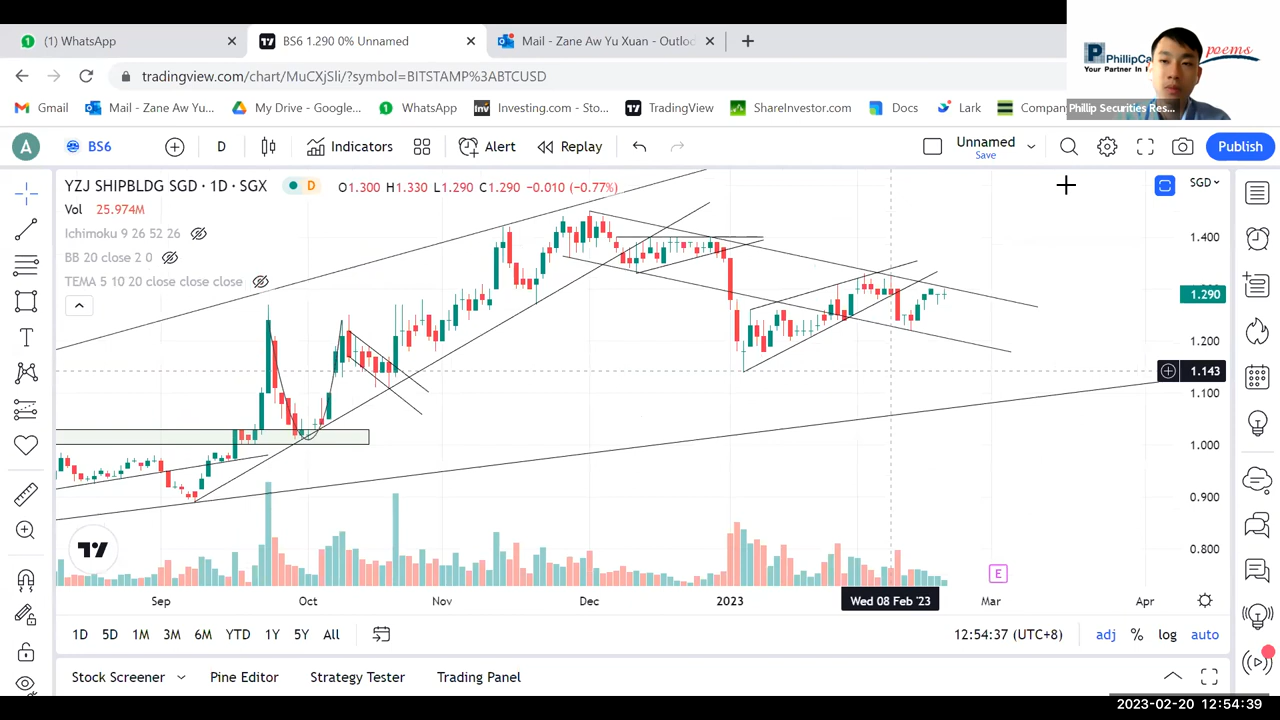 (1) WhatsApp
BS6 1.290 0% Unnamed
Mail - Zane Aw Yu Xuan - Outloc
tradingview.com/chart/MuCXjSli/?symbol=BITSTAMP%3ABTCUSD
PhillipCa
Your Partner In
poems
Phillip Securities Res...
Gmail
Mail - Zane Aw Yu...
My Drive - Google...
WhatsApp
Investing.com - Sto...
TradingView
ShareInvestor.com
Docs
Lark
Compan
A
BS6
D
Indicators
Alert
Replay
Unnamed
Save
Publish
YZJ SHIPBLDG SGD · 1D · SGX
D
O1.300 H1.330 L1.290 C1.290 −0.010 (−0.77%)
SGD
Vol 25.974M
Ichimoku 9 26 52 26
BB 20 close 2 0
TEMA 5 10 20 close close close
1.400
1.290
1.200
1.143
1.100
1.000
0.900
0.800
E
Sep
Oct
Nov
Dec
2023
Wed 08 Feb '23
Mar
Apr
1D 5D 1M 3M 6M YTD 1Y 5Y All
12:54:37 (UTC+8)
adj % log auto
Stock Screener
Pine Editor
Strategy Tester
Trading Panel
2023-02-20 12:54:39